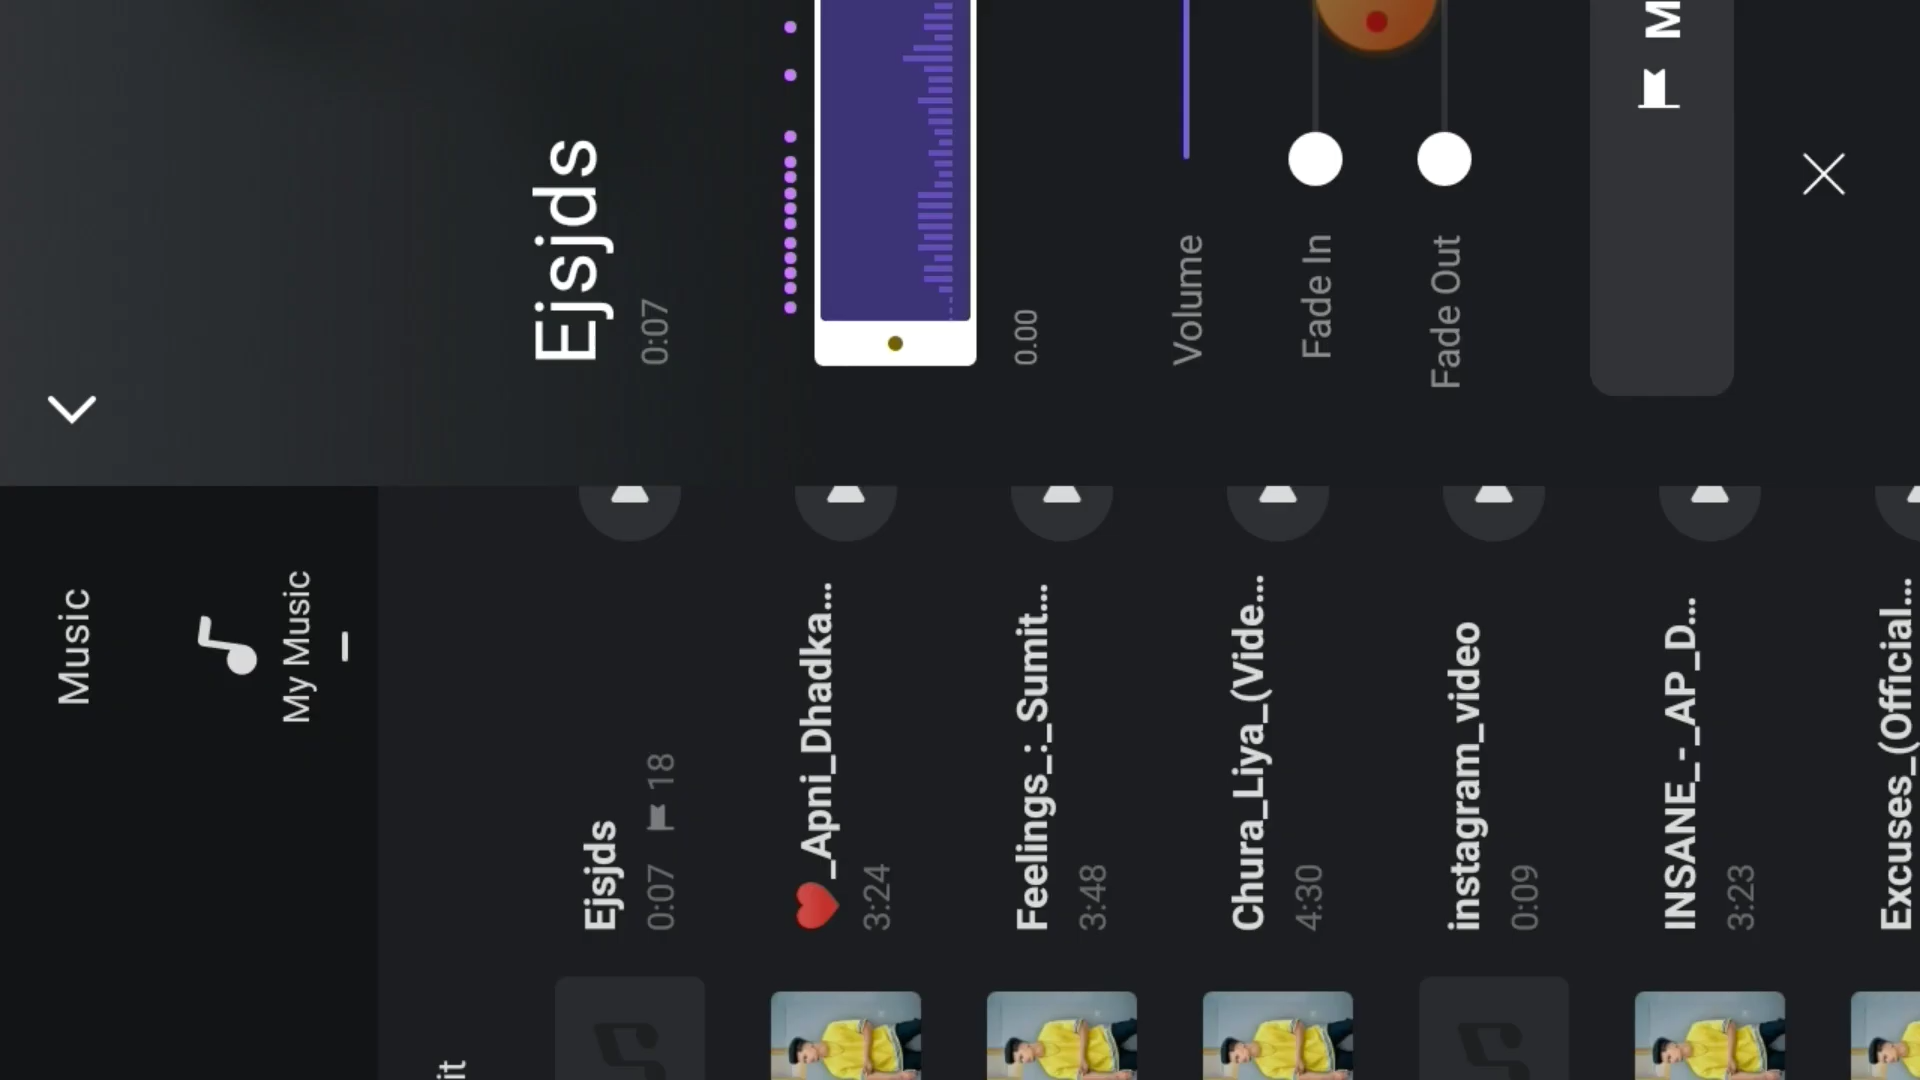 Music
My Music
it
Ejsjds
0:07 18
❤️_Apni_Dhadka...
3:24
Feelings_:_Sumit...
3:48
Chura_Liya_(Vide...
4:30
instagram_video
0:09
INSANE_-_AP_D...
3:23
Excuses_(Official...
Ejsjds
0:07
0.00
Volume
Fade In
Fade Out
M